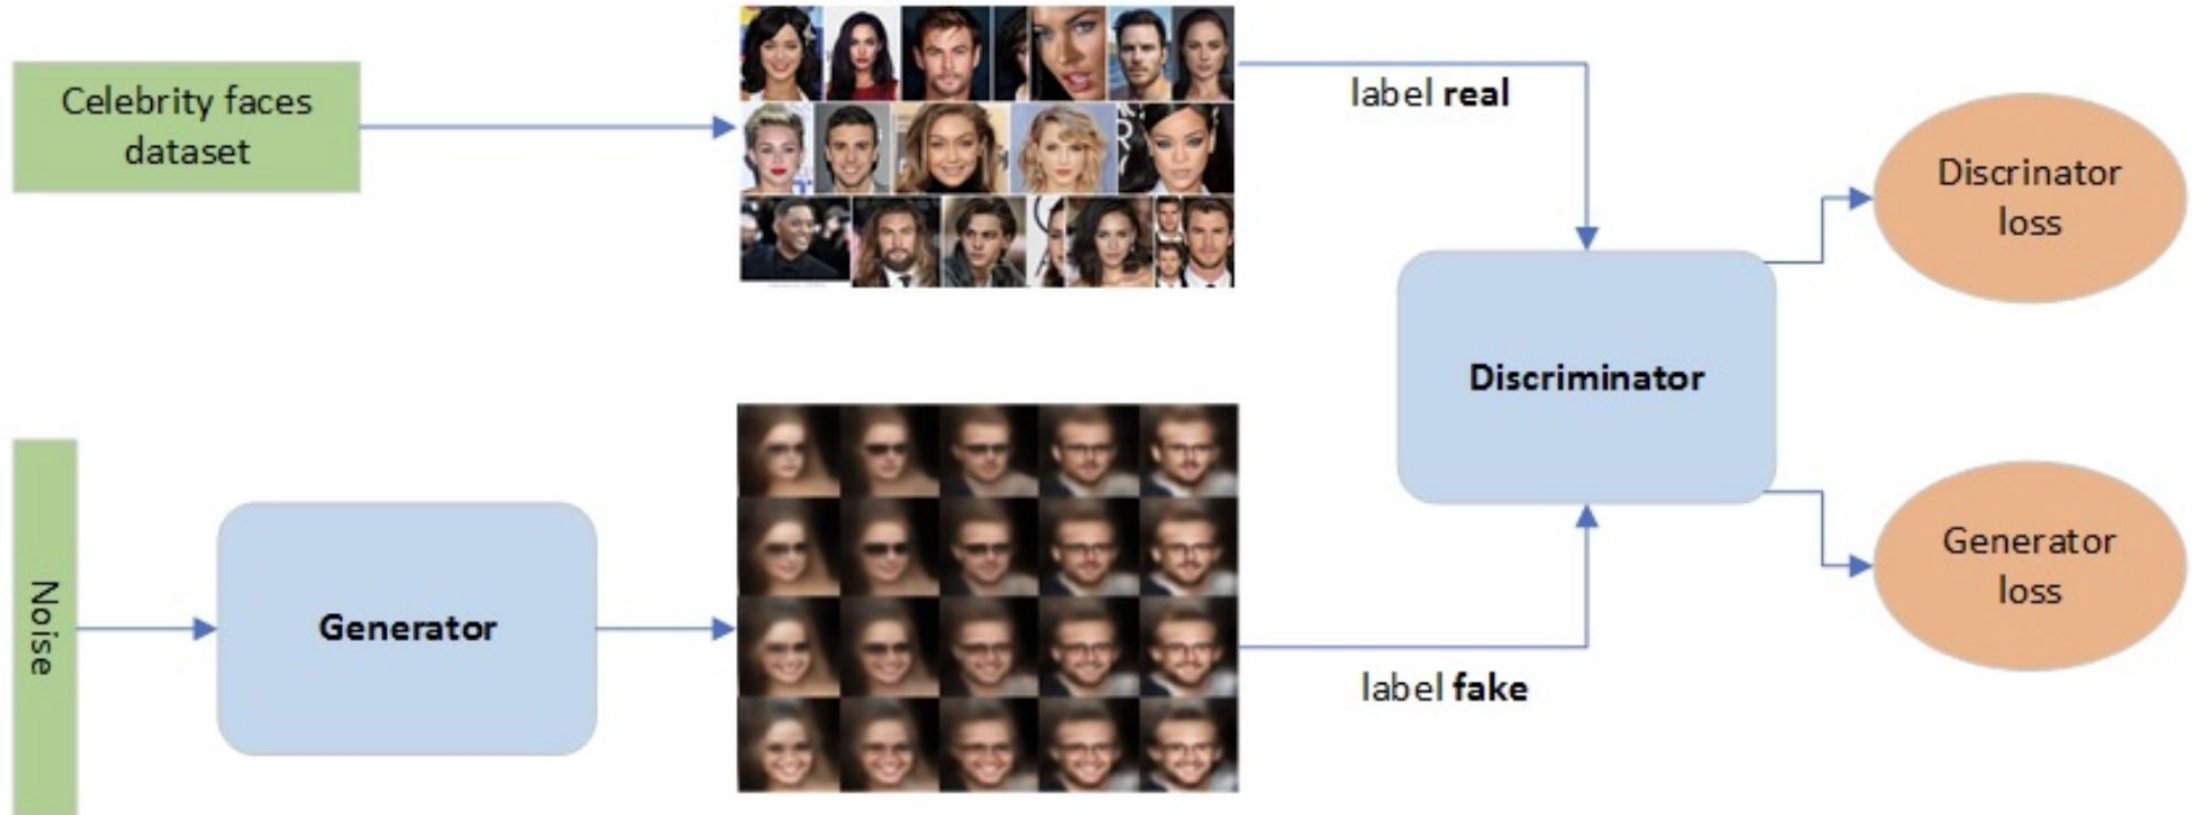 Celebrity faces
dataset
label real
Discrinator
loss
Discriminator
Noise
Generator
label fake
Generator
loss